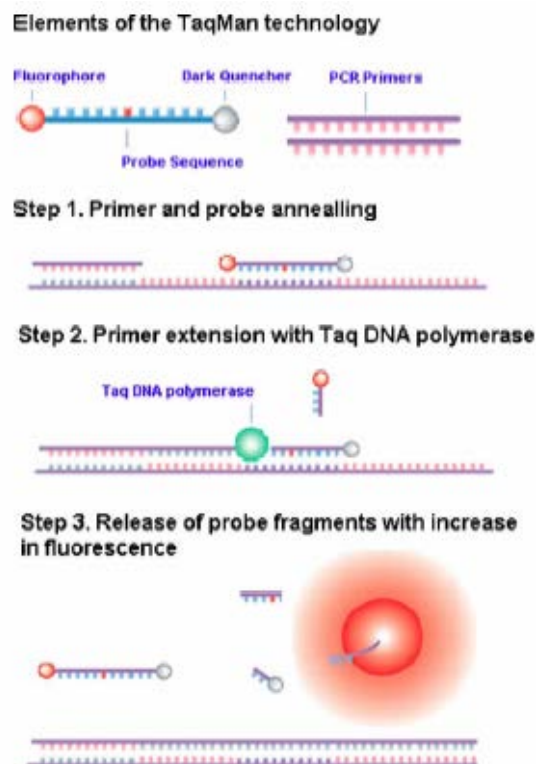 Elements of the TaqMan technology
Fluorophore Dark Quencher PCR Primers
Probe Sequence
Step 1. Primer and probe annealling
Step 2. Primer extension with Taq DNA polymerase
Taq DNA polymerase
Step 3. Release of probe fragments with increase
in fluorescence